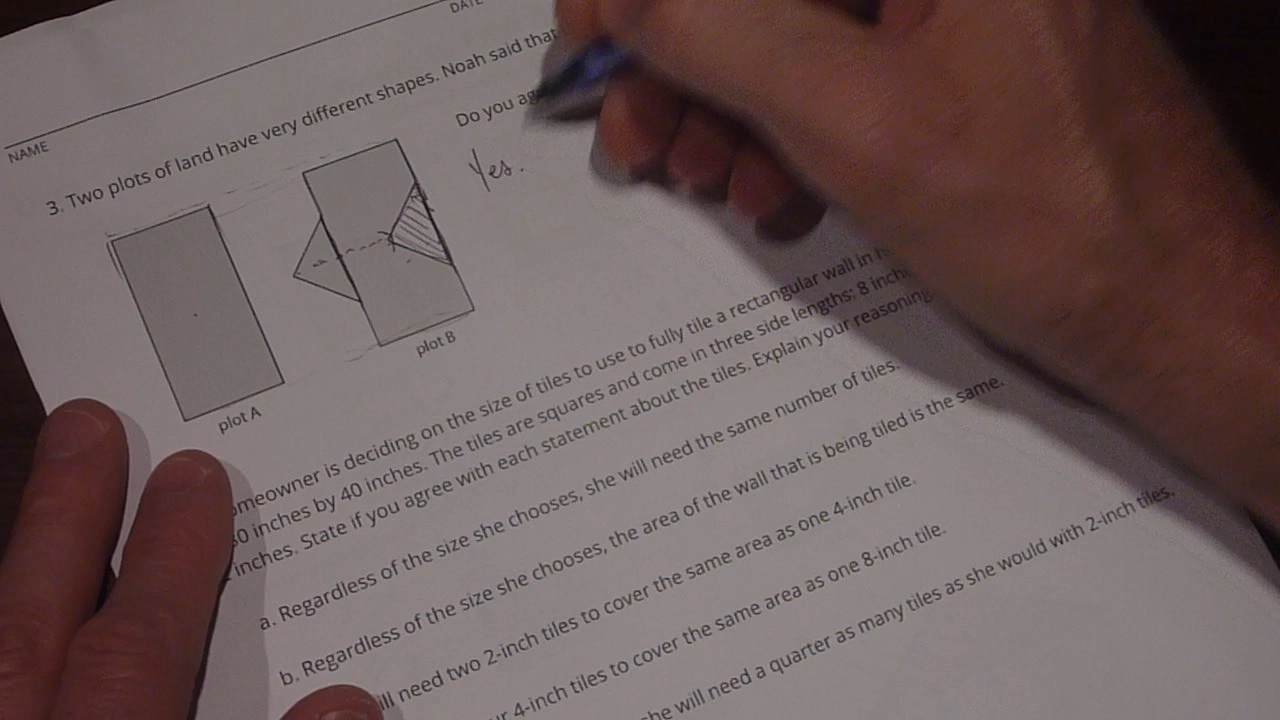 DATE
NAME
3. Two plots of land have very different shapes. Noah said that
Do you
Yes.
plot A
plot B
is deciding on the size of tiles to use to fully tile a rectangular wall in
inches by 40 inches. The tiles are squares and come in three side lengths: 8
inches. State if you agree with each statement about the tiles. Explain your reasoning
a. Regardless of the size she chooses, she will need the same number of tiles.
b. Regardless of the size she chooses, the area of the wall that is being tiled is the same.
need two 2-inch tiles to cover the same area as one 4-inch tile.
4-inch tiles to cover the same area as one 8-inch tile.
she will need a quarter as many tiles as she would with 2-inch tiles.